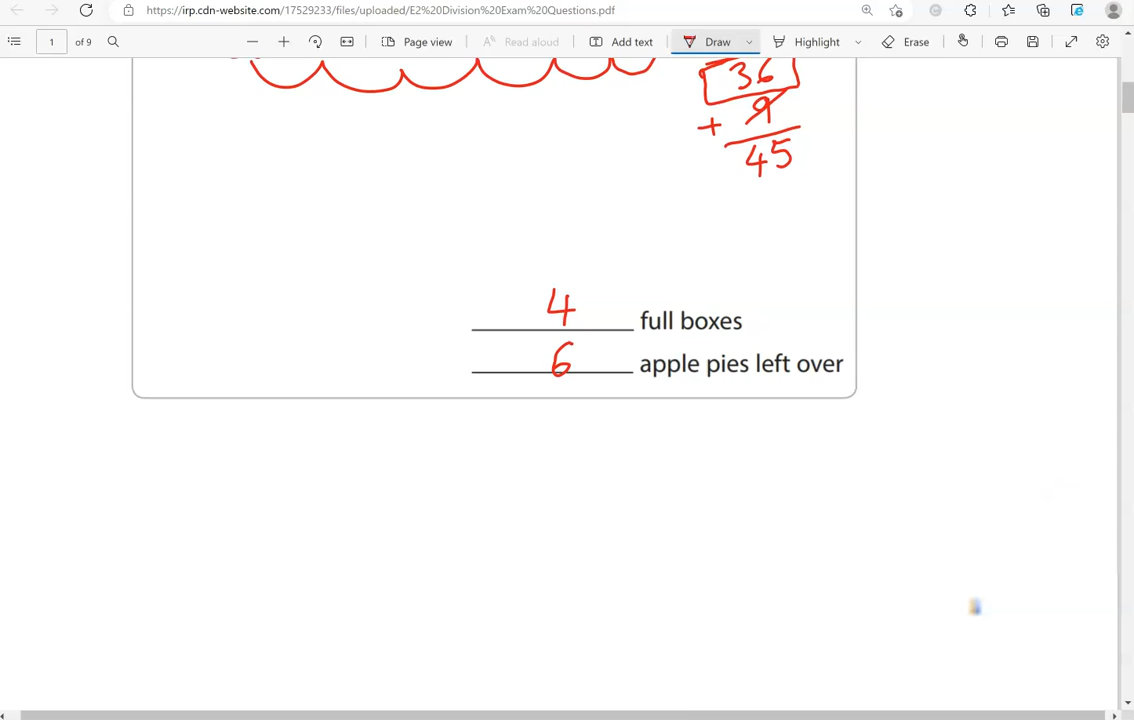 https://irp.cdn-website.com/17529233/files/uploaded/E2%20Division%20Exam%20Questions.pdf
1 of 9 Page view Read aloud Add text Draw Highlight Erase
36
+ 9
45
4 full boxes
6 apple pies left over